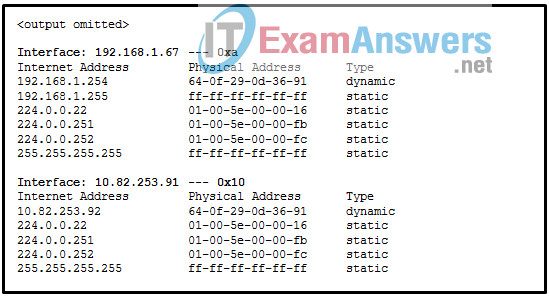 <output omitted>
IT ExamAnswers
.net
Interface: 192.168.1.67 --- 0xa
Internet Address Physical Address Type
192.168.1.254 64-0f-29-0d-36-91 dynamic
192.168.1.255 ff-ff-ff-ff-ff-ff static
224.0.0.22 01-00-5e-00-00-16 static
224.0.0.251 01-00-5e-00-00-fb static
224.0.0.252 01-00-5e-00-00-fc static
255.255.255.255 ff-ff-ff-ff-ff-ff static
Interface: 10.82.253.91 --- 0x10
Internet Address Physical Address Type
10.82.253.92 64-0f-29-0d-36-91 dynamic
224.0.0.22 01-00-5e-00-00-16 static
224.0.0.251 01-00-5e-00-00-fb static
224.0.0.252 01-00-5e-00-00-fc static
255.255.255.255 ff-ff-ff-ff-ff-ff static